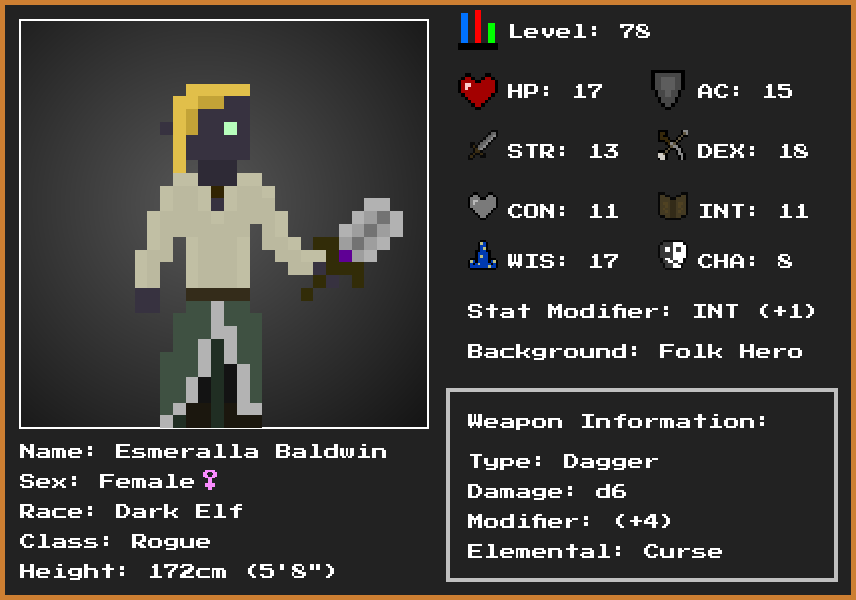 Level: 78
HP: 17
AC: 15
STR: 13
DEX: 18
CON: 11
INT: 11
WIS: 17
CHA: 8
Stat Modifier: INT (+1)
Background: Folk Hero
Weapon Information:
Type: Dagger
Damage: d6
Modifier: (+4)
Elemental: Curse
Name: Esmeralla Baldwin
Sex: Female♀
Race: Dark Elf
Class: Rogue
Height: 172cm (5'8")